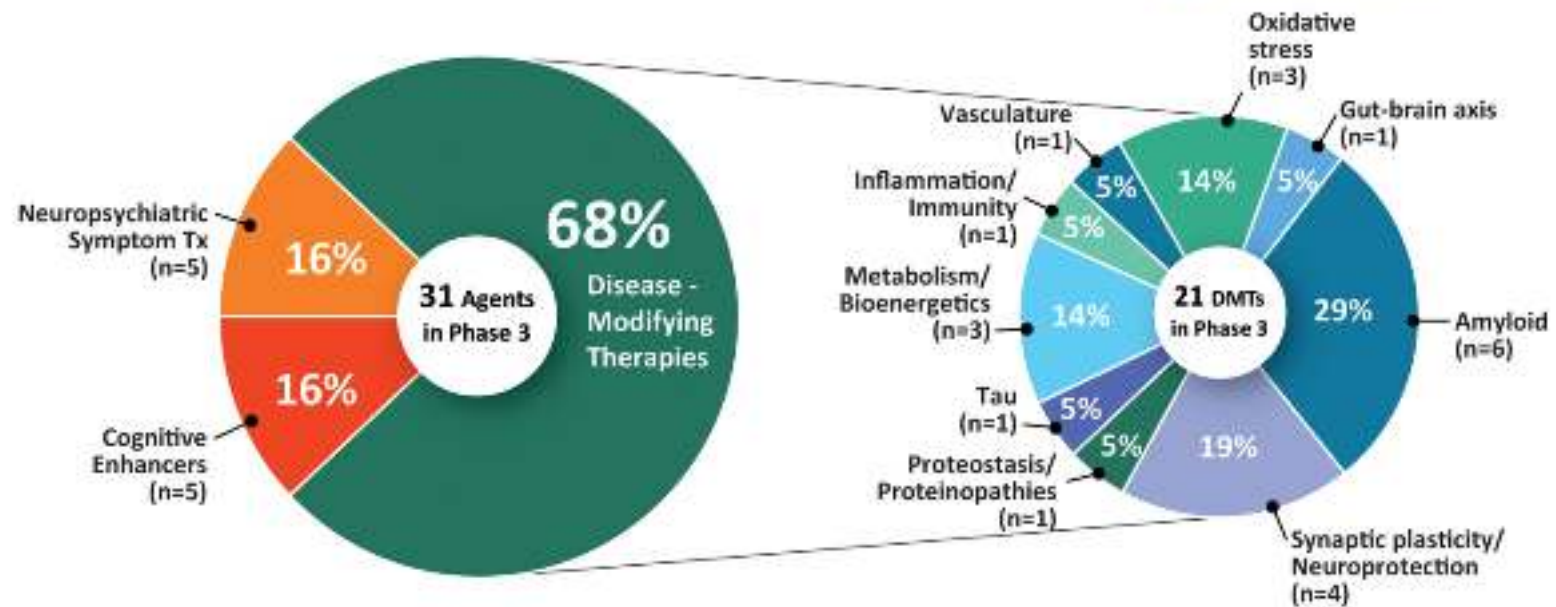 Neuropsychiatric
Symptom Tx
(n=5)
16%
Cognitive
Enhancers
(n=5)
16%
68%
Disease -
Modifying
Therapies
31 Agents
in Phase 3
Oxidative
stress
(n=3)
14%
Gut-brain axis
(n=1)
5%
Amyloid
(n=6)
29%
Synaptic plasticity/
Neuroprotection
(n=4)
19%
Proteostasis/
Proteinopathies
(n=1)
5%
Tau
(n=1)
5%
Metabolism/
Bioenergetics
(n=3)
14%
Inflammation/
Immunity
(n=1)
5%
Vasculature
(n=1)
5%
21 DMTs
in Phase 3